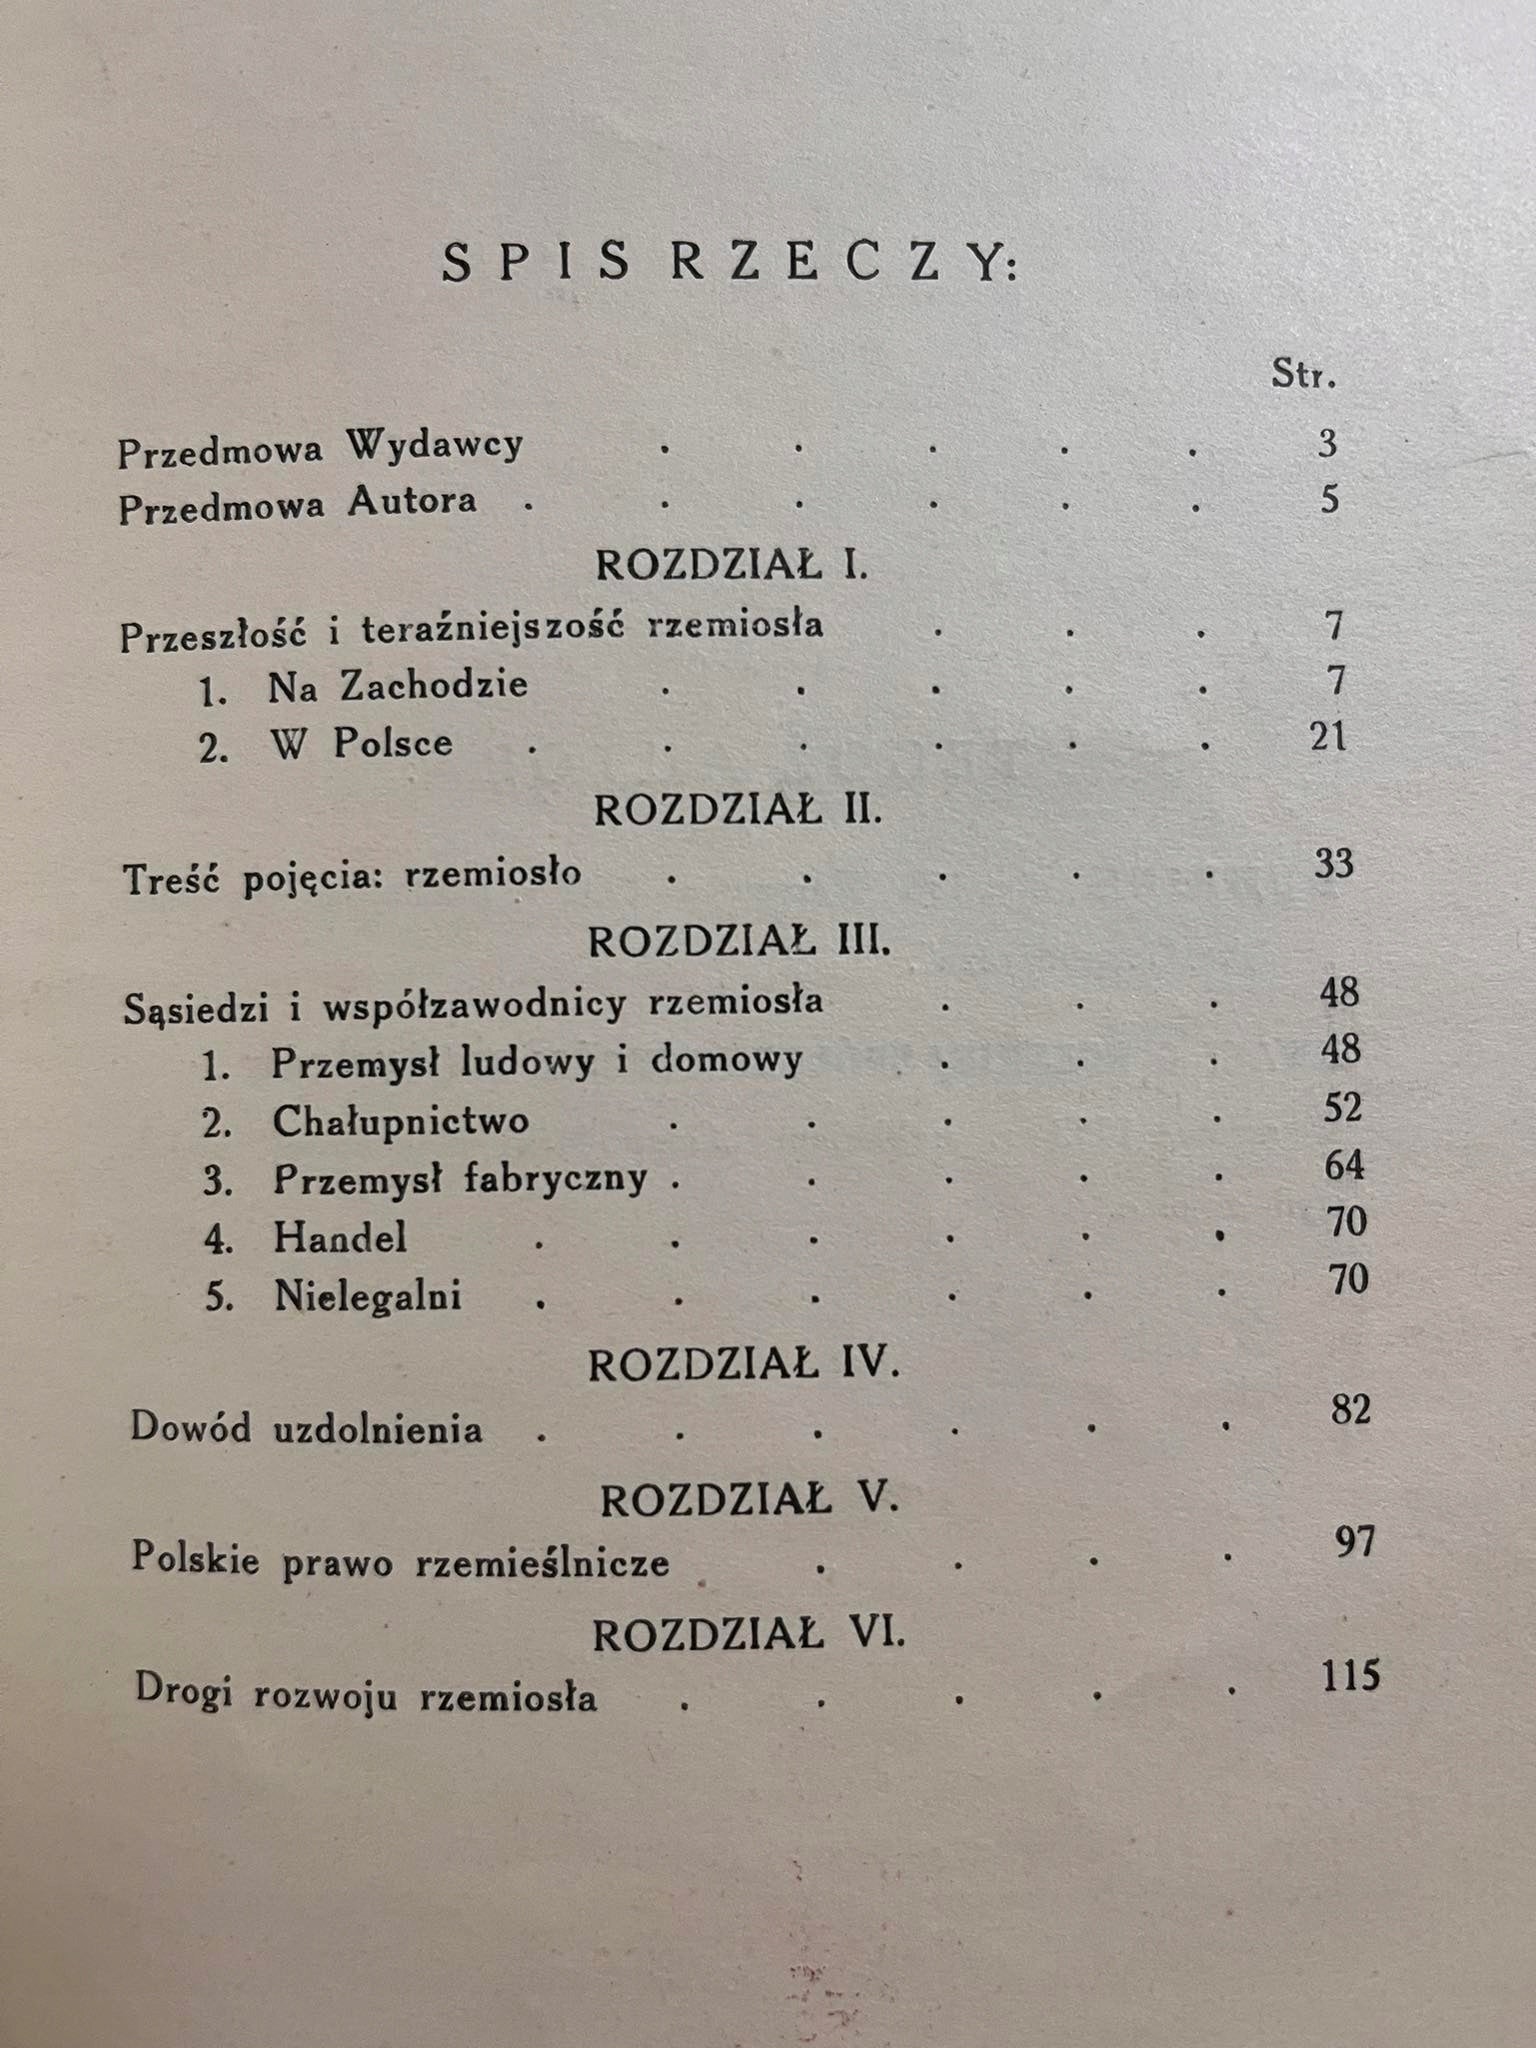 SPIS RZECZY:
Str.
Przedmowa Wydawcy . . . . . 3
Przedmowa Autora . . . . . . 5
ROZDZIAŁ I.
Przeszłość i teraźniejszość rzemiosła . . . 7
1. Na Zachodzie . . . . . 7
2. W Polsce . . . . . . 21
ROZDZIAŁ II.
Treść pojęcia: rzemiosło . . . . . 33
ROZDZIAŁ III.
Sąsiedzi i współzawodnicy rzemiosła . . . 48
1. Przemysł ludowy i domowy . . . 48
2. Chałupnictwo . . . . . 52
3. Przemysł fabryczny . . . . . 64
4. Handel . . . . . . 70
5. Nielegalni . . . . . . 70
ROZDZIAŁ IV.
Dowód uzdolnienia . . . . . . 82
ROZDZIAŁ V.
Polskie prawo rzemieślnicze . . . . 97
ROZDZIAŁ VI.
Drogi rozwoju rzemiosła . . . . . 115